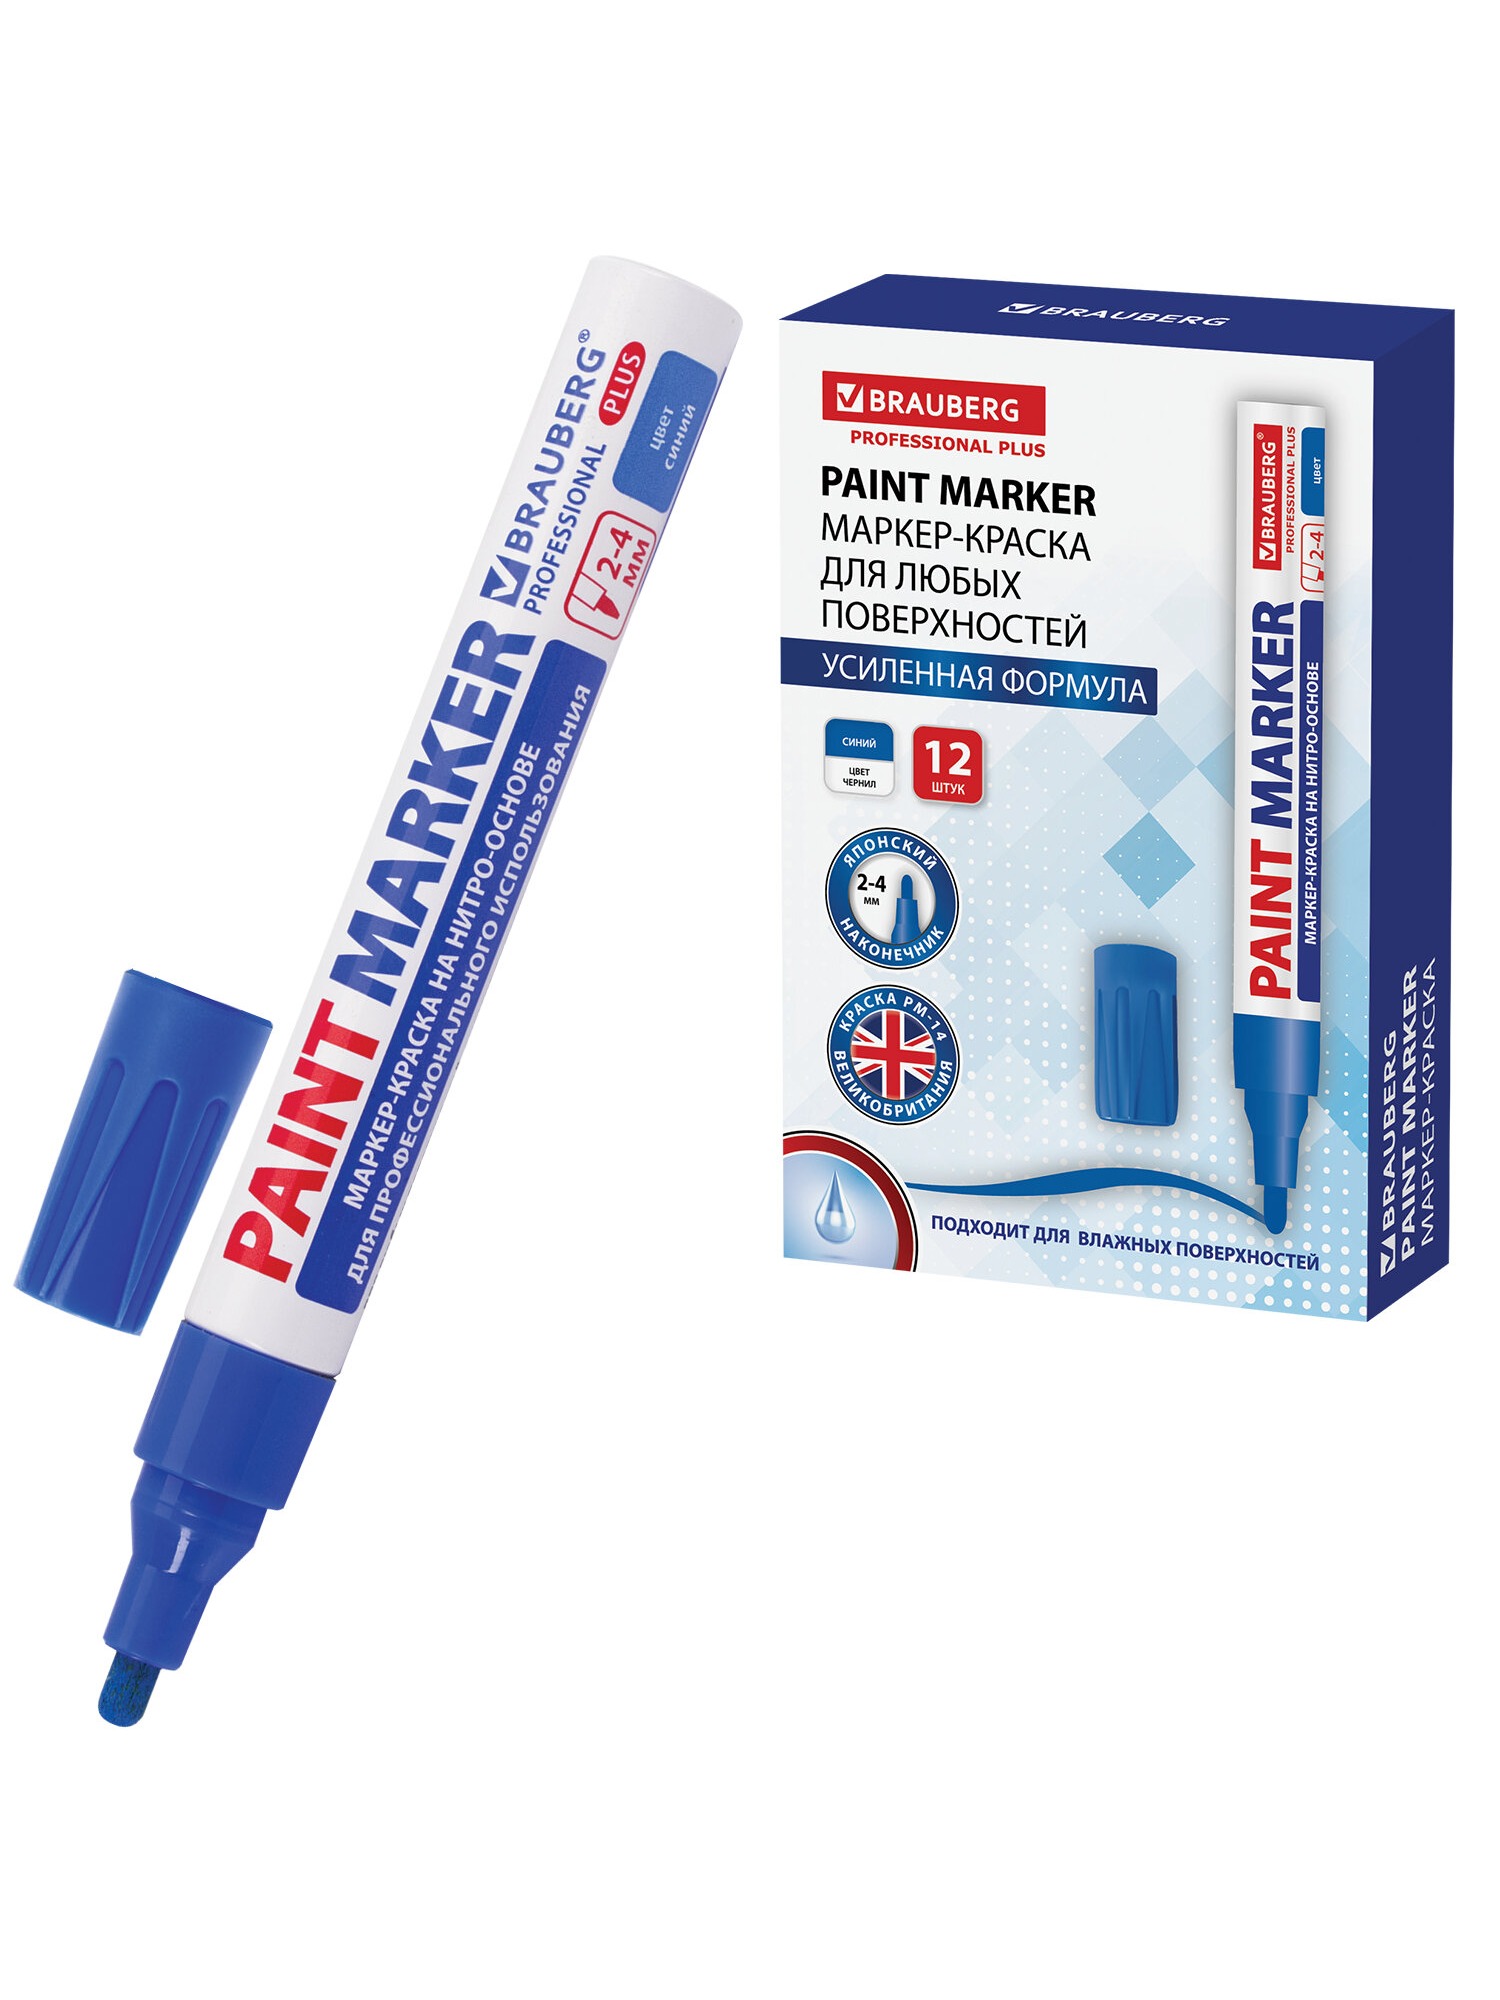 BRAUBERG®
PROFESSIONAL PLUS
цвет
синий
2-4
мм
PAINT MARKER
МАРКЕР-КРАСКА НА НИТРО-ОСНОВЕ
ДЛЯ ПРОФЕССИОНАЛЬНОГО ИСПОЛЬЗОВАНИЯ
BRAUBERG
BRAUBERG
PROFESSIONAL PLUS
PAINT MARKER
МАРКЕР-КРАСКА
ДЛЯ ЛЮБЫХ
ПОВЕРХНОСТЕЙ
УСИЛЕННАЯ ФОРМУЛА
СИНИЙ
ЦВЕТ
ЧЕРНИЛ
12
ШТУК
ЯПОНСКИЙ
2-4
мм
НАКОНЕЧНИК
КРАСКА PM-14
ВЕЛИКОБРИТАНИЯ
ПОДХОДИТ ДЛЯ ВЛАЖНЫХ ПОВЕРХНОСТЕЙ
BRAUBERG®
PROFESSIONAL PLUS
цвет
2-4
PAINT MARKER
МАРКЕР-КРАСКА НА НИТРО-ОСНОВЕ
BRAUBERG
PAINT MARKER
МАРКЕР-КРАСКА